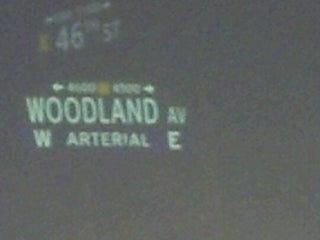 46TH ST
← 4600 4500 →
WOODLAND AV
W ARTERIAL E